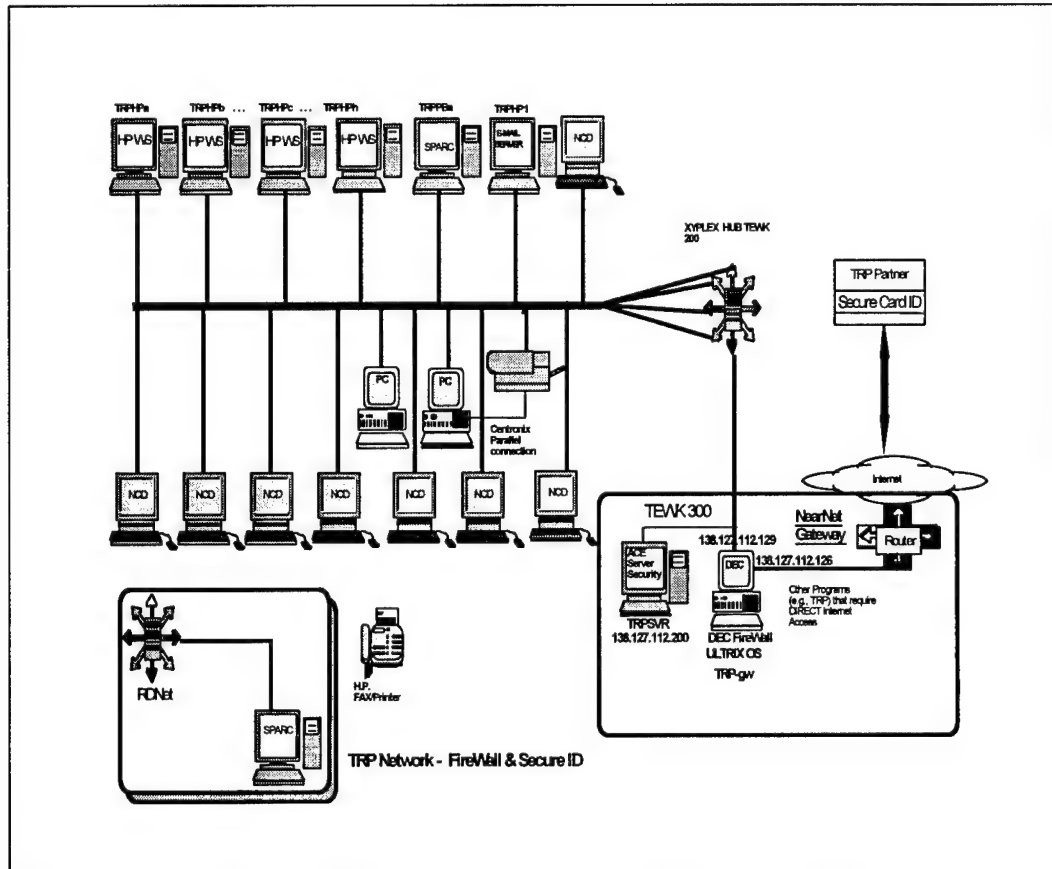 TRPHPa
TRPHPb ...
TRPHPc ...
TRPHPh
TRPPBa
TRPHP1
HP WS
HP WS
HP WS
HP WS
SPARC
E-MAIL
SERVER
NCD
XYPLEX HUB TEWK
200
TRP Partner
Secure Card ID
PC
PC
Centronix
Parallel
connection
NCD
NCD
NCD
NCD
NCD
NCD
NCD
Internet
TEWK 300
NearNet
Gateway
Router
138.127.112.129
138.127.112.126
ACE
Server
Security
DEC
TRPSVR
138.127.112.200
DEC FireWall
ULTRIX OS
TRP-gw
Other Programs
(e.g., TRP) that require
DIRECT Internet
Access
RDNet
SPARC
H.P.
FAX/Printer
TRP Network - FireWall & Secure ID